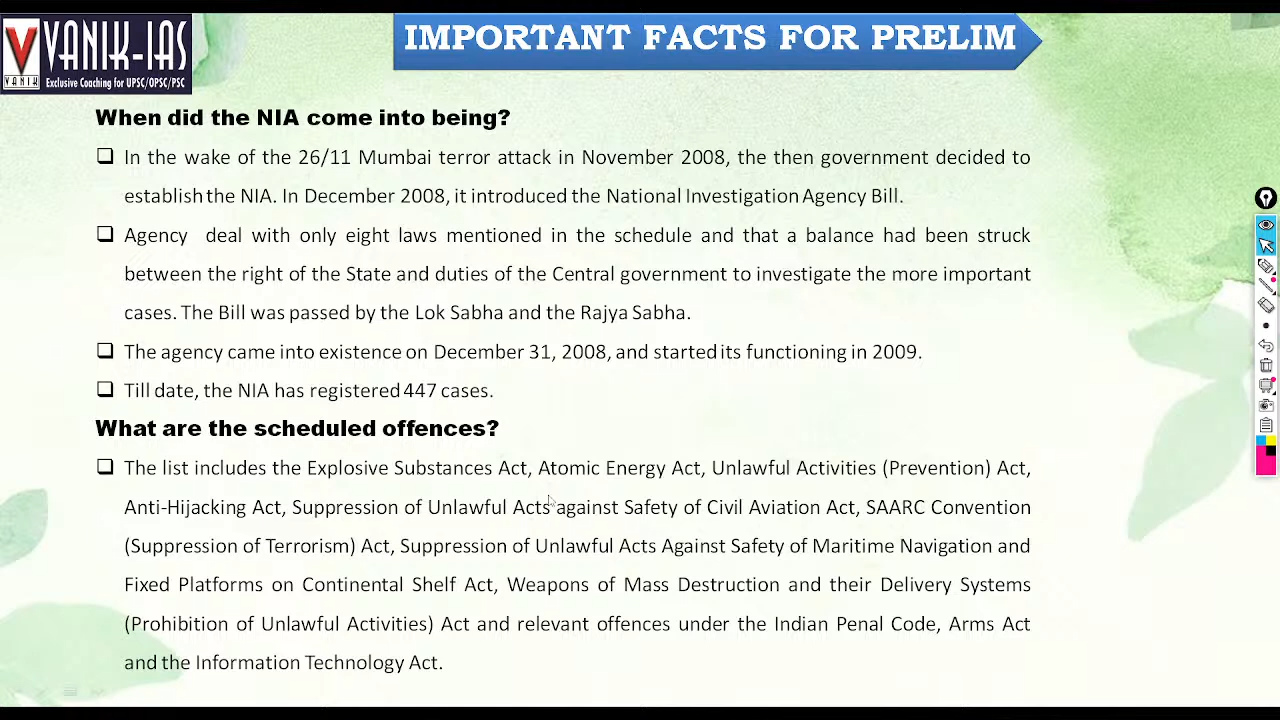 VANIK-IAS
VANIK
Exclusive Coaching for UPSC/OPSC/PSC
IMPORTANT FACTS FOR PRELIM
When did the NIA come into being?
In the wake of the 26/11 Mumbai terror attack in November 2008, the then government decided to
establish the NIA. In December 2008, it introduced the National Investigation Agency Bill.
Agency deal with only eight laws mentioned in the schedule and that a balance had been struck
between the right of the State and duties of the Central government to investigate the more important
cases. The Bill was passed by the Lok Sabha and the Rajya Sabha.
The agency came into existence on December 31, 2008, and started its functioning in 2009.
Till date, the NIA has registered 447 cases.
What are the scheduled offences?
The list includes the Explosive Substances Act, Atomic Energy Act, Unlawful Activities (Prevention) Act,
Anti-Hijacking Act, Suppression of Unlawful Acts against Safety of Civil Aviation Act, SAARC Convention
(Suppression of Terrorism) Act, Suppression of Unlawful Acts Against Safety of Maritime Navigation and
Fixed Platforms on Continental Shelf Act, Weapons of Mass Destruction and their Delivery Systems
(Prohibition of Unlawful Activities) Act and relevant offences under the Indian Penal Code, Arms Act
and the Information Technology Act.